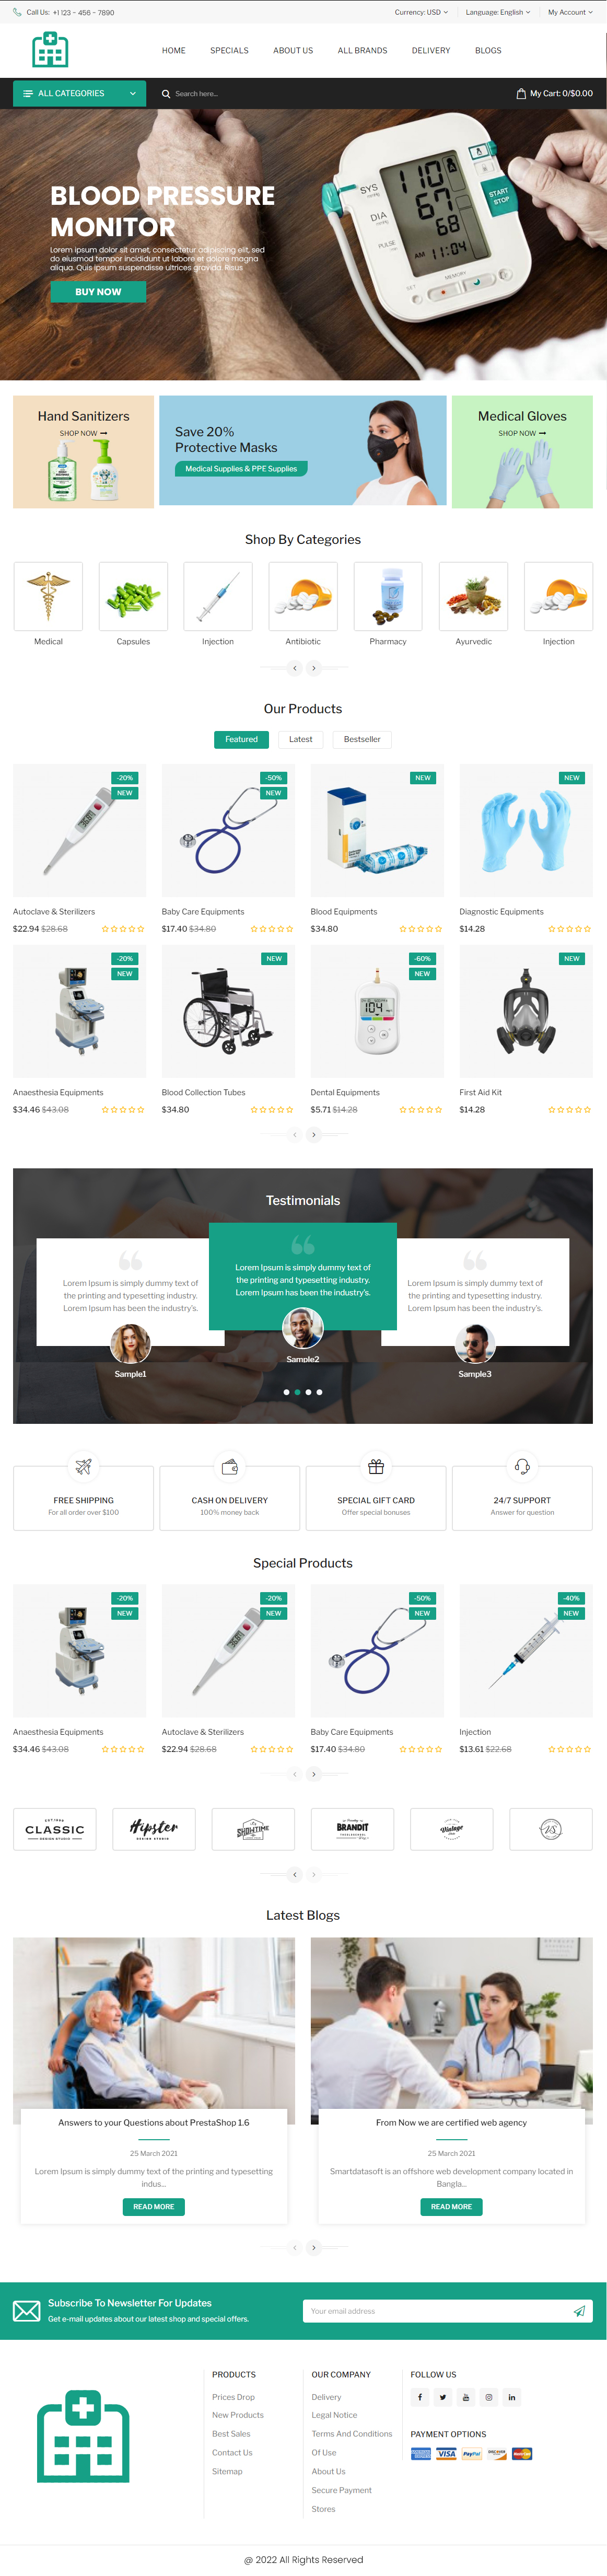 Call Us: +1 123 - 456 - 7890
Currency: USD
Language: English
My Account
HOME
SPECIALS
ABOUT US
ALL BRANDS
DELIVERY
BLOGS
ALL CATEGORIES
Search here...
My Cart: 0/$0.00
BLOOD PRESSURE
MONITOR
Lorem ipsum dolor sit amet, consectetur adipiscing elit, sed
do eiusmod tempor incididunt ut labore et dolore magna
aliqua. Quis ipsum suspendisse ultrices gravida. Risus
BUY NOW
SYS
110
DIA
67
PULSE
68
AM 11:04
START
STOP
SET
MEMORY
Hand Sanitizers
SHOP NOW
Save 20%
Protective Masks
Medical Supplies & PPE Supplies
Medical Gloves
SHOP NOW
Shop By Categories
Medical
Capsules
Injection
Antibiotic
Pharmacy
Ayurvedic
Injection
Our Products
Featured
Latest
Bestseller
-20%
NEW
-50%
NEW
NEW
NEW
Autoclave & Sterilizers
$22.94 $28.68
Baby Care Equipments
$17.40 $34.80
Blood Equipments
$34.80
Diagnostic Equipments
$14.28
-20%
NEW
NEW
-60%
NEW
104
NEW
Anaesthesia Equipments
$34.46 $43.08
Blood Collection Tubes
$34.80
Dental Equipments
$5.71 $14.28
First Aid Kit
$14.28
Testimonials
Lorem Ipsum is simply dummy text of
the printing and typesetting industry.
Lorem Ipsum has been the industry's.
Sample1
Lorem Ipsum is simply dummy text of
the printing and typesetting industry.
Lorem Ipsum has been the industry's.
Sample2
Lorem Ipsum is simply dummy text of
the printing and typesetting industry.
Lorem Ipsum has been the industry's.
Sample3
FREE SHIPPING
For all order over $100
CASH ON DELIVERY
100% money back
SPECIAL GIFT CARD
Offer special bonuses
24/7 SUPPORT
Answer for question
Special Products
-20%
NEW
-20%
NEW
-50%
NEW
-40%
NEW
Anaesthesia Equipments
$34.46 $43.08
Autoclave & Sterilizers
$22.94 $28.68
Baby Care Equipments
$17.40 $34.80
Injection
$13.61 $22.68
CLASSIC
DESIGN STUDIO
Hipster
DESIGN STUDIO
SHOWTIME
BRANDIT
Vintage
VS
Latest Blogs
Answers to your Questions about PrestaShop 1.6
25 March 2021
Lorem Ipsum is simply dummy text of the printing and typesetting
indus...
READ MORE
From Now we are certified web agency
25 March 2021
Smartdatasoft is an offshore web development company located in
Bangla...
READ MORE
Subscribe To Newsletter For Updates
Get e-mail updates about our latest shop and special offers.
Your email address
PRODUCTS
Prices Drop
New Products
Best Sales
Contact Us
Sitemap
OUR COMPANY
Delivery
Legal Notice
Terms And Conditions
Of Use
About Us
Secure Payment
Stores
FOLLOW US
PAYMENT OPTIONS
VISA
PayPal
DISCOVER
MasterCard
@ 2022 All Rights Reserved